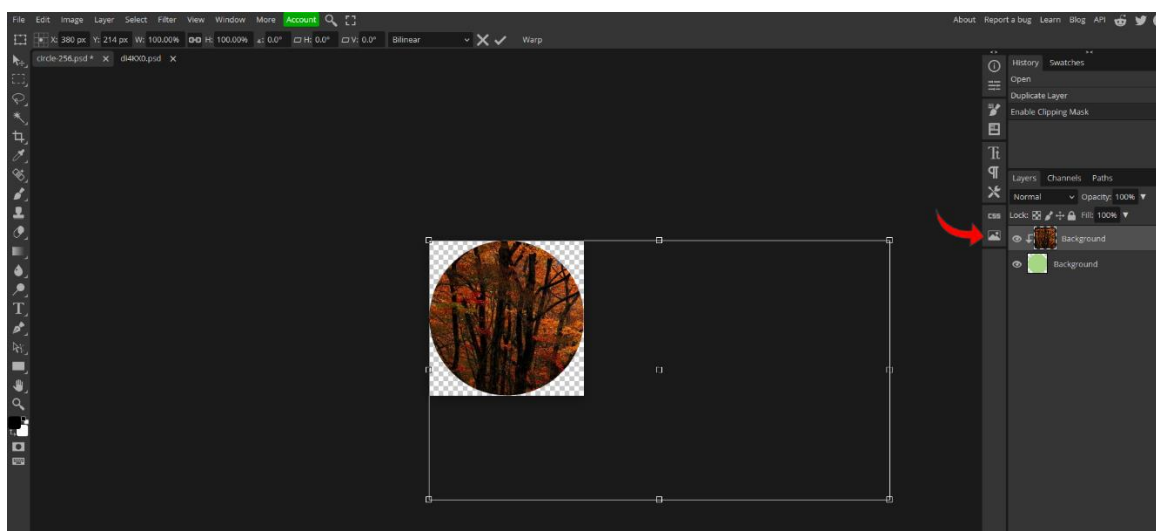 File Edit Image Layer Select Filter View Window More Account About Report a bug Learn Blog API
X: 380 px Y: 214 px W: 100.00% H: 100.00% 0.0° H: 0.0° V: 0.0° Bilinear Warp
circle-256.psd * X di4KX0.psd X
History Swatches
Open
Duplicate Layer
Enable Clipping Mask
Layers Channels Paths
Normal Opacity: 100%
CSS Lock: Fill: 100%
Background
Background